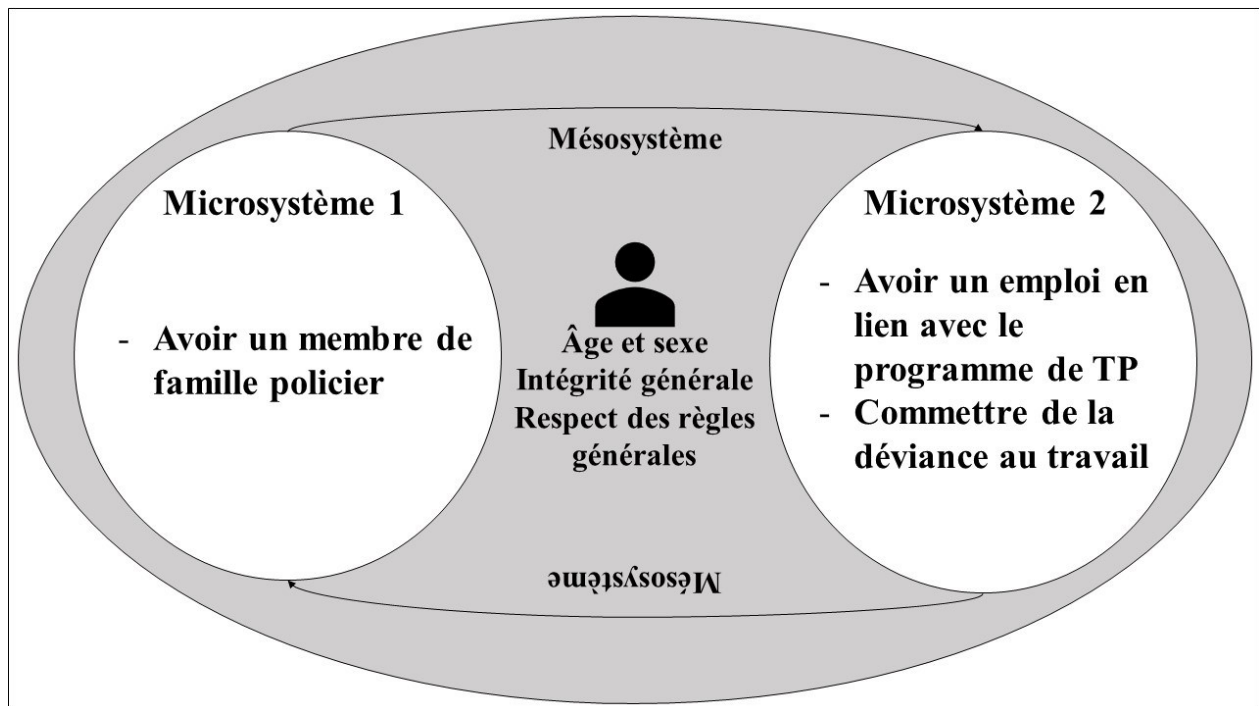 Mésosystème
Microsystème 1
- Avoir un membre de
famille policier
Âge et sexe
Intégrité générale
Respect des règles
générales
Microsystème 2
- Avoir un emploi en
lien avec le
programme de TP
- Commettre de la
déviance au travail
Mésosystème